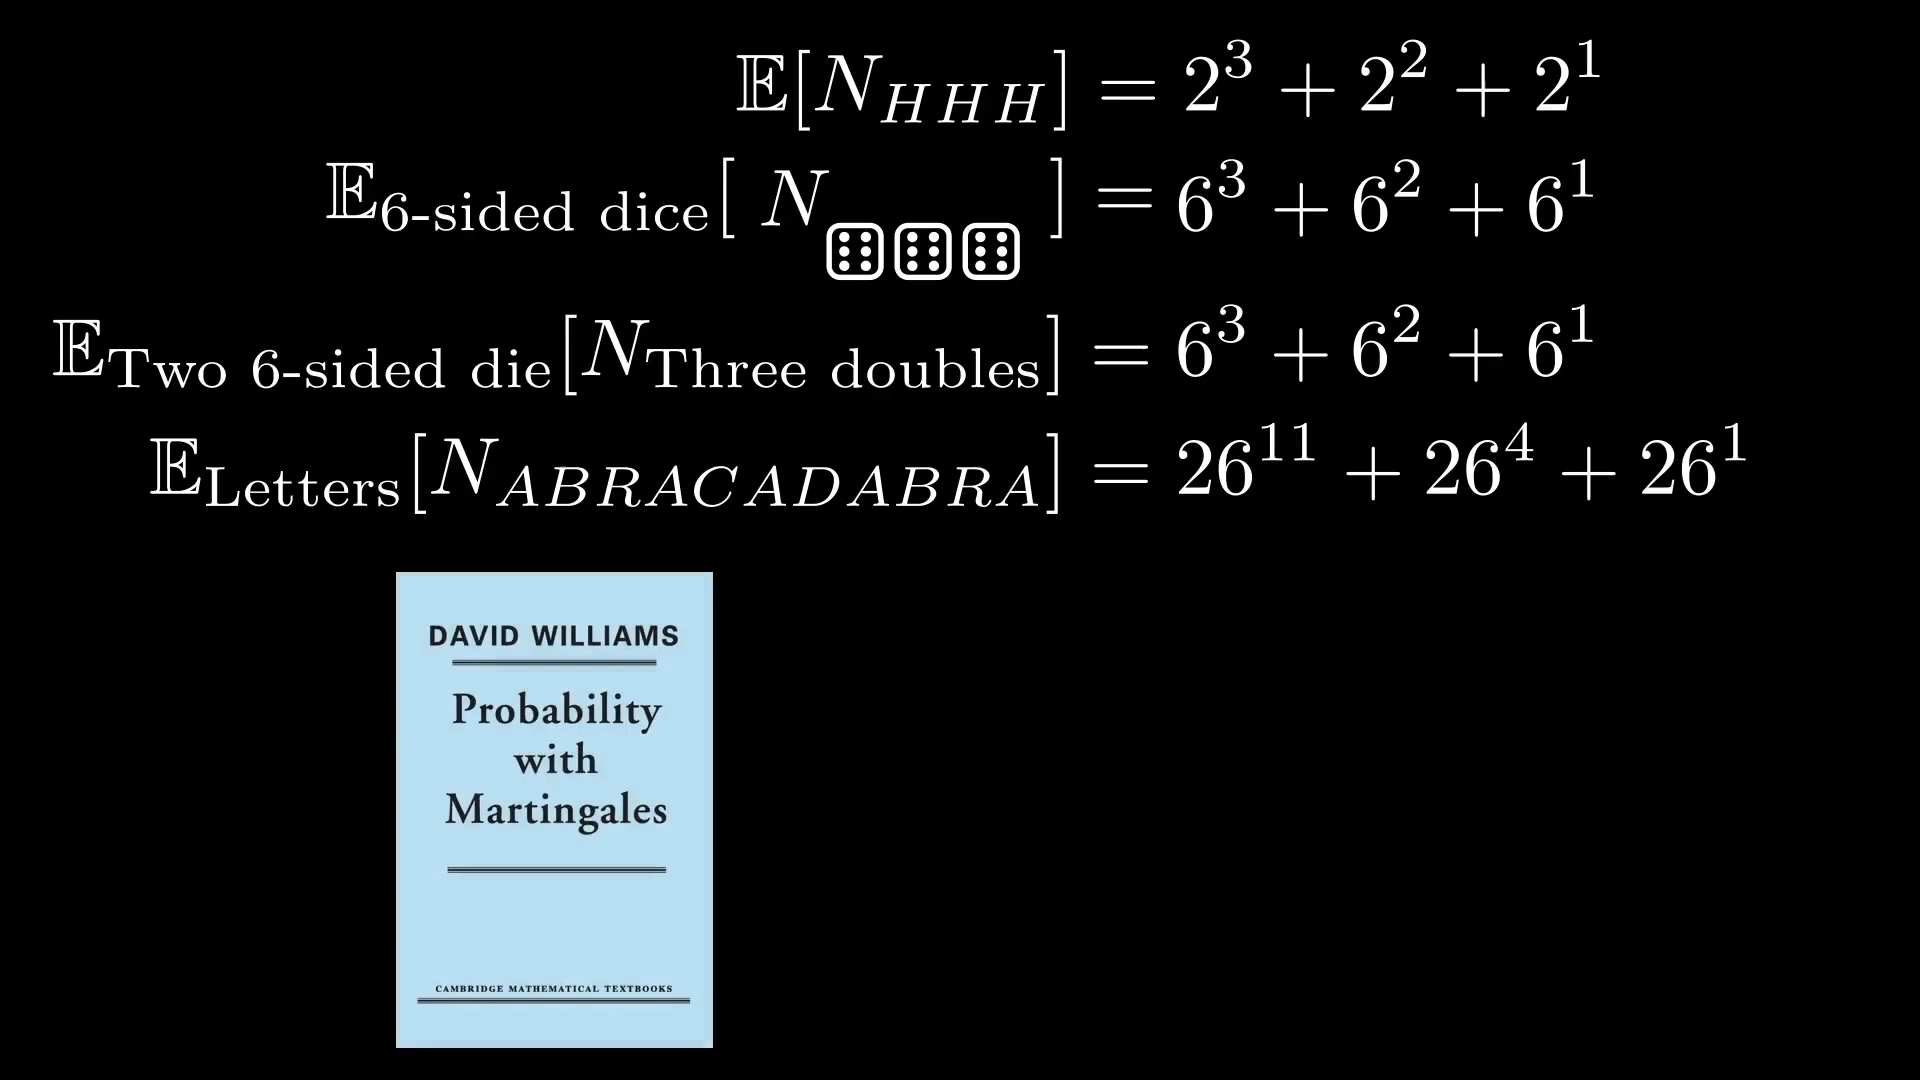 𝔼[N_{HHH}] = 2^3 + 2^2 + 2^1
𝔼_{6-sided dice}[ N_{⚅⚅⚅} ] = 6^3 + 6^2 + 6^1
𝔼_{Two 6-sided die}[N_{Three doubles}] = 6^3 + 6^2 + 6^1
𝔼_{Letters}[N_{ABRACADABRA}] = 26^{11} + 26^4 + 26^1
DAVID WILLIAMS
Probability
with
Martingales
CAMBRIDGE MATHEMATICAL TEXTBOOKS